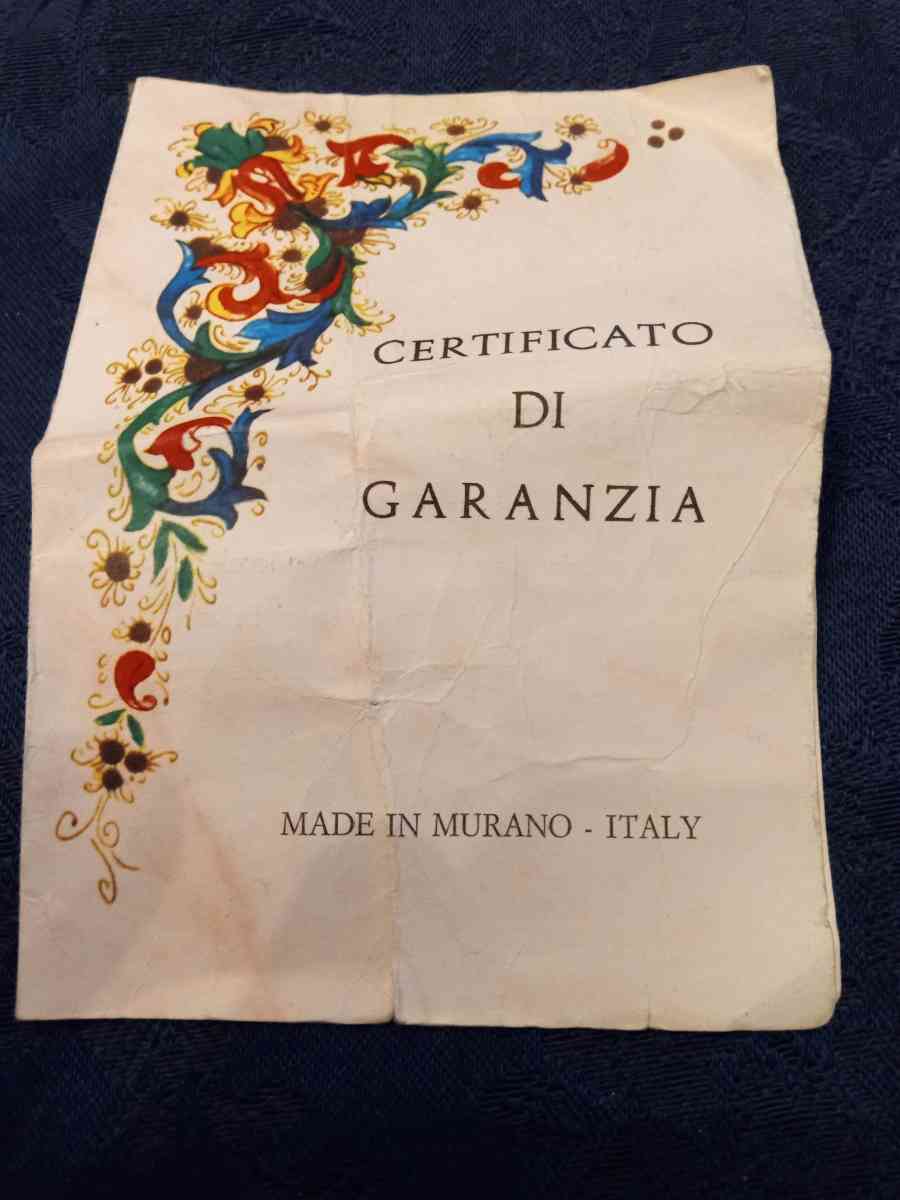 CERTIFICATO
DI
GARANZIA
MADE IN MURANO - ITALY